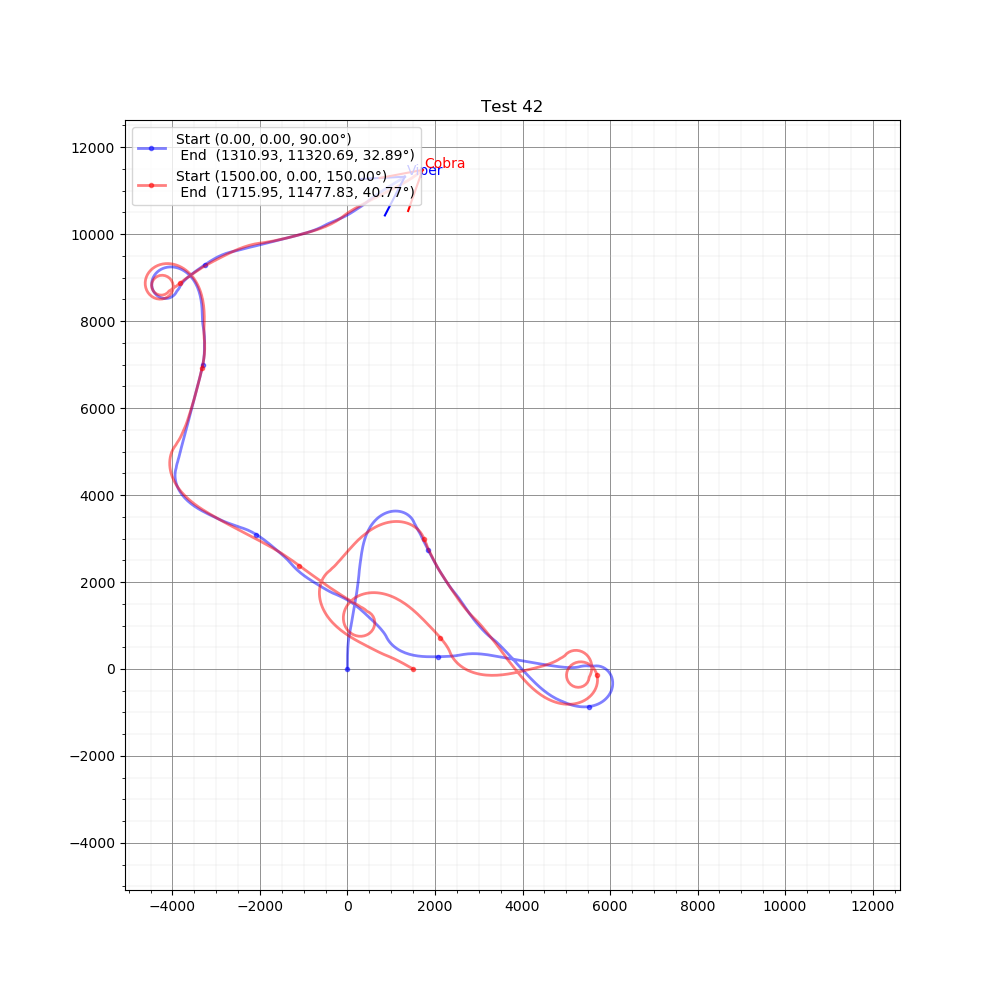 Test 42
Start (0.00, 0.00, 90.00°)
End (1310.93, 11320.69, 32.89°)
Start (1500.00, 0.00, 150.00°)
End (1715.95, 11477.83, 40.77°)
Cobra
Viper
12000
10000
8000
6000
4000
2000
0
−2000
−4000
−4000 −2000 0 2000 4000 6000 8000 10000 12000